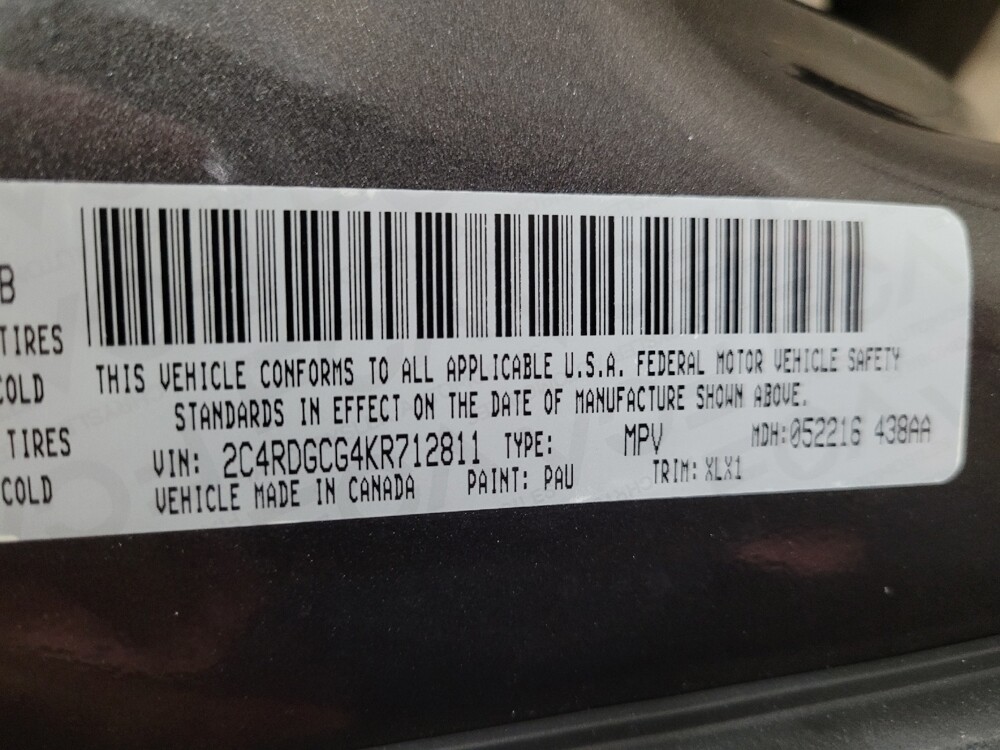 B
TIRES
COLD
TIRES
COLD
THIS VEHICLE CONFORMS TO ALL APPLICABLE U.S.A. FEDERAL MOTOR VEHICLE SAFETY
STANDARDS IN EFFECT ON THE DATE OF MANUFACTURE SHOWN ABOVE.
VIN: 2C4RDGCG4KR712811 TYPE: MPV MDH:052216 438AA
VEHICLE MADE IN CANADA PAINT: PAU TRIM: XLX1